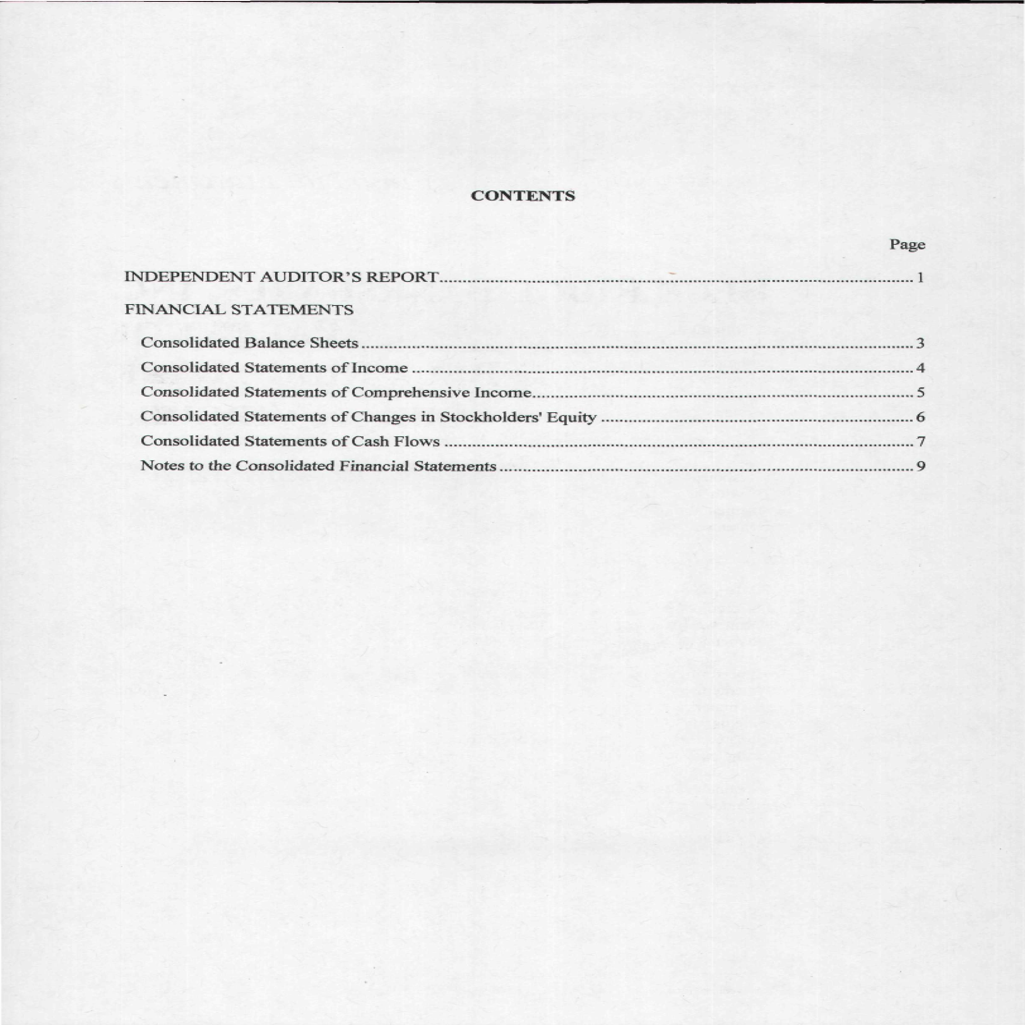 CONTENTS
Page
INDEPENDENT AUDITOR'S REPORT........................................................................................................ 1
FINANCIAL STATEMENTS
Consolidated Balance Sheets ........................................................................................................................ 3
Consolidated Statements of Income ............................................................................................................. 4
Consolidated Statements of Comprehensive Income................................................................................... 5
Consolidated Statements of Changes in Stockholders' Equity .................................................................... 6
Consolidated Statements of Cash Flows ...................................................................................................... 7
Notes to the Consolidated Financial Statements .......................................................................................... 9